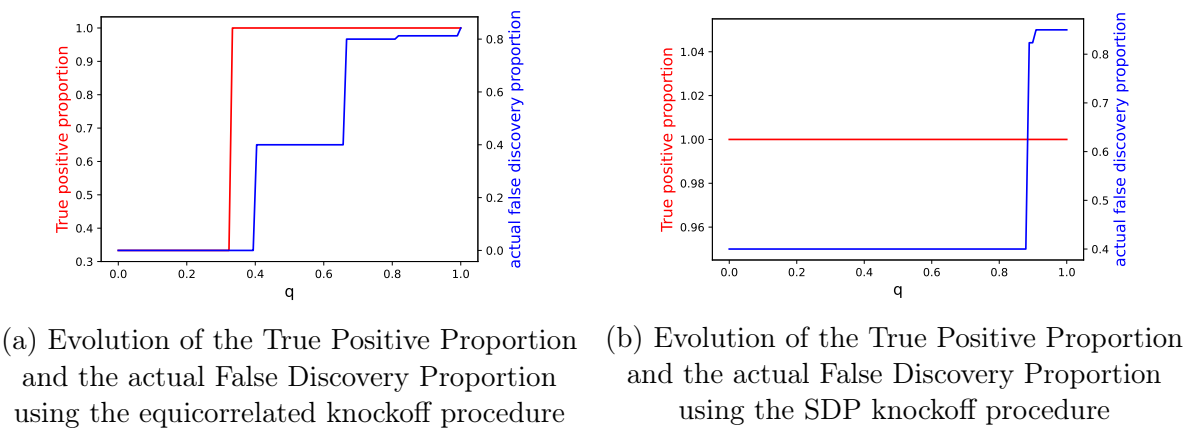 1.0
0.9
0.8
0.7
0.6
0.5
0.4
0.3
True positive proportion
0.0
0.2
0.4
0.6
0.8
1.0
q
0.8
0.6
0.4
0.2
0.0
actual false discovery proportion
(a) Evolution of the True Positive Proportion
and the actual False Discovery Proportion
using the equicorrelated knockoff procedure
1.04
1.02
1.00
0.98
0.96
True positive proportion
0.0
0.2
0.4
0.6
0.8
1.0
q
0.8
0.7
0.6
0.5
0.4
actual false discovery proportion
(b) Evolution of the True Positive Proportion
and the actual False Discovery Proportion
using the SDP knockoff procedure